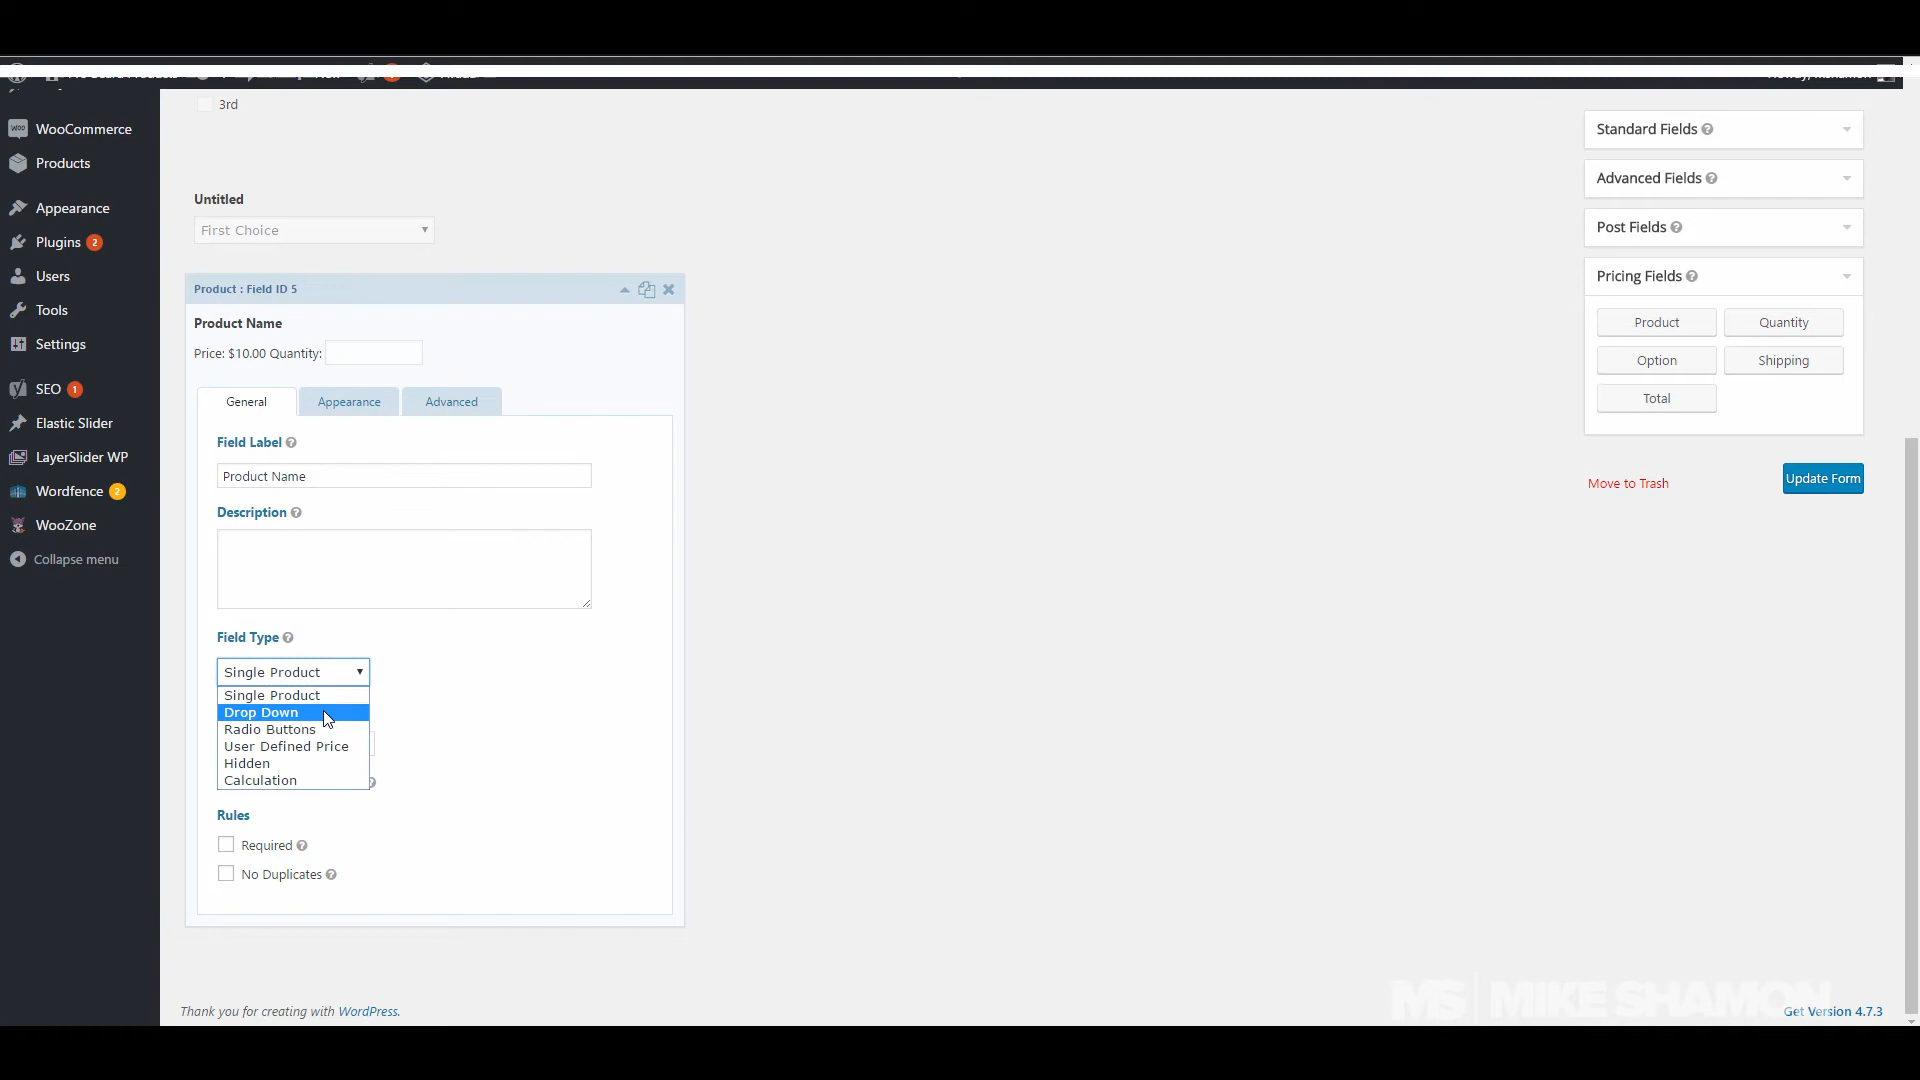 3rd
WooCommerce
Products
Appearance
Plugins 2
Users
Tools
Settings
SEO 1
Elastic Slider
LayerSlider WP
Wordfence 2
WooZone
Collapse menu
Untitled
First Choice
Product : Field ID 5
Product Name
Price: $10.00 Quantity:
General
Appearance
Advanced
Field Label
Product Name
Description
Field Type
Single Product
Single Product
Drop Down
Radio Buttons
User Defined Price
Hidden
Calculation
Rules
Required
No Duplicates
Standard Fields
Advanced Fields
Post Fields
Pricing Fields
Product
Quantity
Option
Shipping
Total
Move to Trash
Update Form
Thank you for creating with WordPress.
MS MIKE SHAMON
Get Version 4.7.3